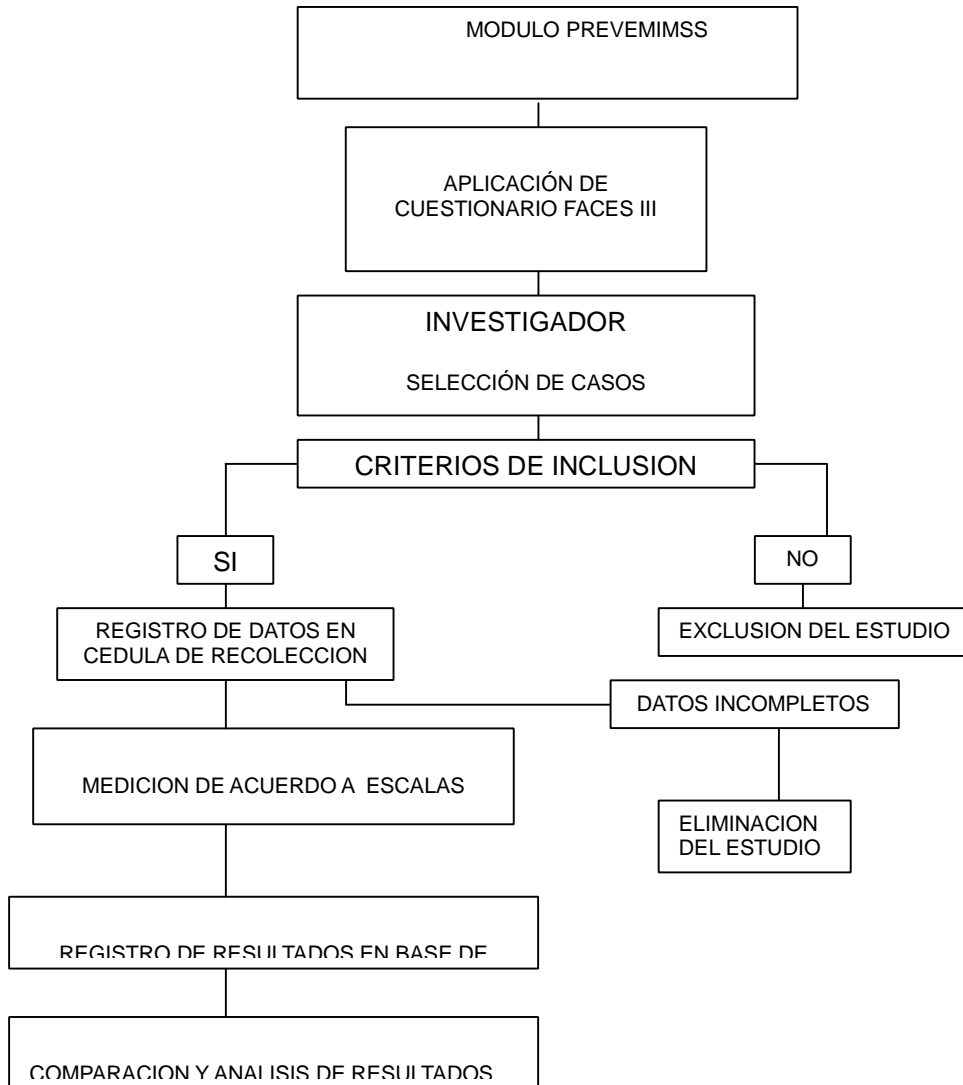 MODULO PREVEMIMSS
APLICACIÓN DE
CUESTIONARIO FACES III
INVESTIGADOR
SELECCIÓN DE CASOS
CRITERIOS DE INCLUSION
SI
NO
REGISTRO DE DATOS EN
CEDULA DE RECOLECCION
EXCLUSION DEL ESTUDIO
DATOS INCOMPLETOS
MEDICION DE ACUERDO A ESCALAS
ELIMINACION
DEL ESTUDIO
REGISTRO DE RESULTADOS EN BASE DE
COMPARACION Y ANALISIS DE RESULTADOS